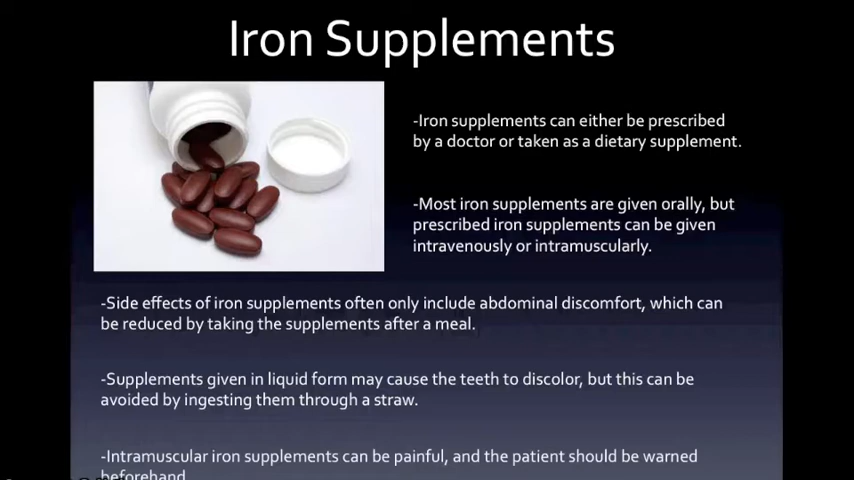 Iron Supplements
-Iron supplements can either be prescribed
by a doctor or taken as a dietary supplement.
-Most iron supplements are given orally, but
prescribed iron supplements can be given
intravenously or intramuscularly.
-Side effects of iron supplements often only include abdominal discomfort, which can
be reduced by taking the supplements after a meal.
-Supplements given in liquid form may cause the teeth to discolor, but this can be
avoided by ingesting them through a straw.
-Intramuscular iron supplements can be painful, and the patient should be warned
beforehand